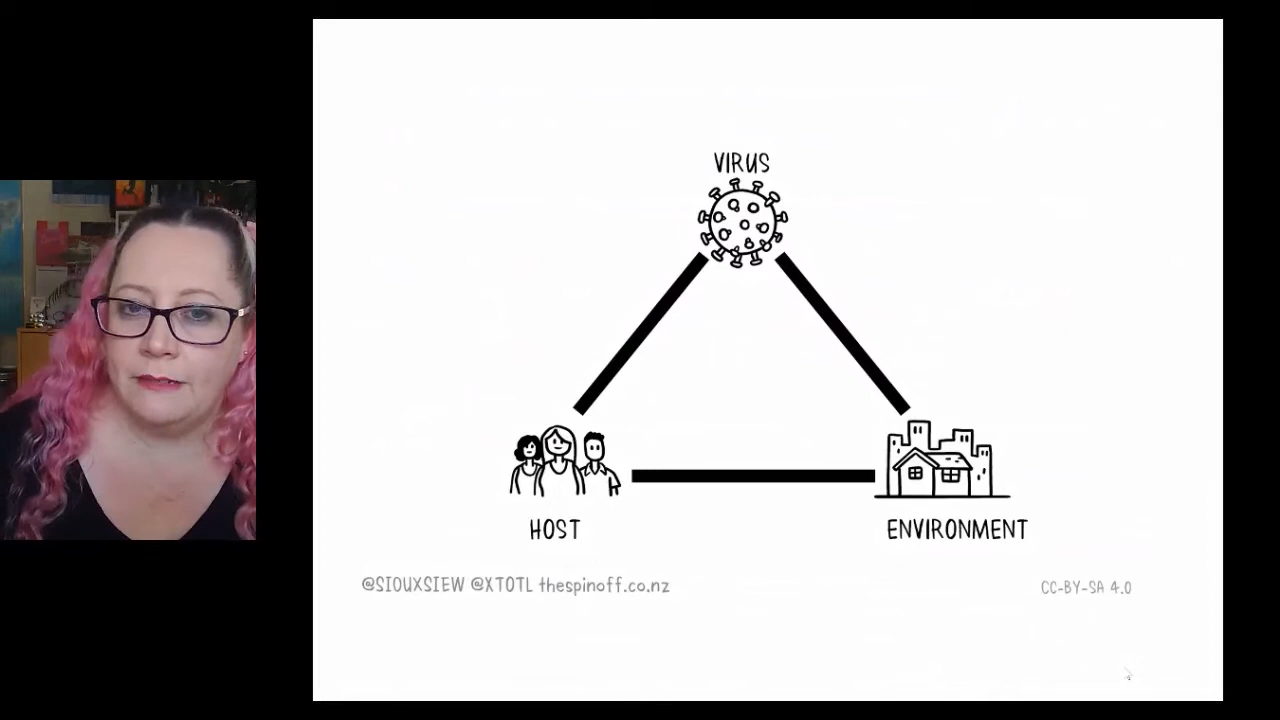 VIRUS
HOST
ENVIRONMENT
@SIOUXSIEW @XTOTL thespinoff.co.nz
CC-BY-SA 4.0